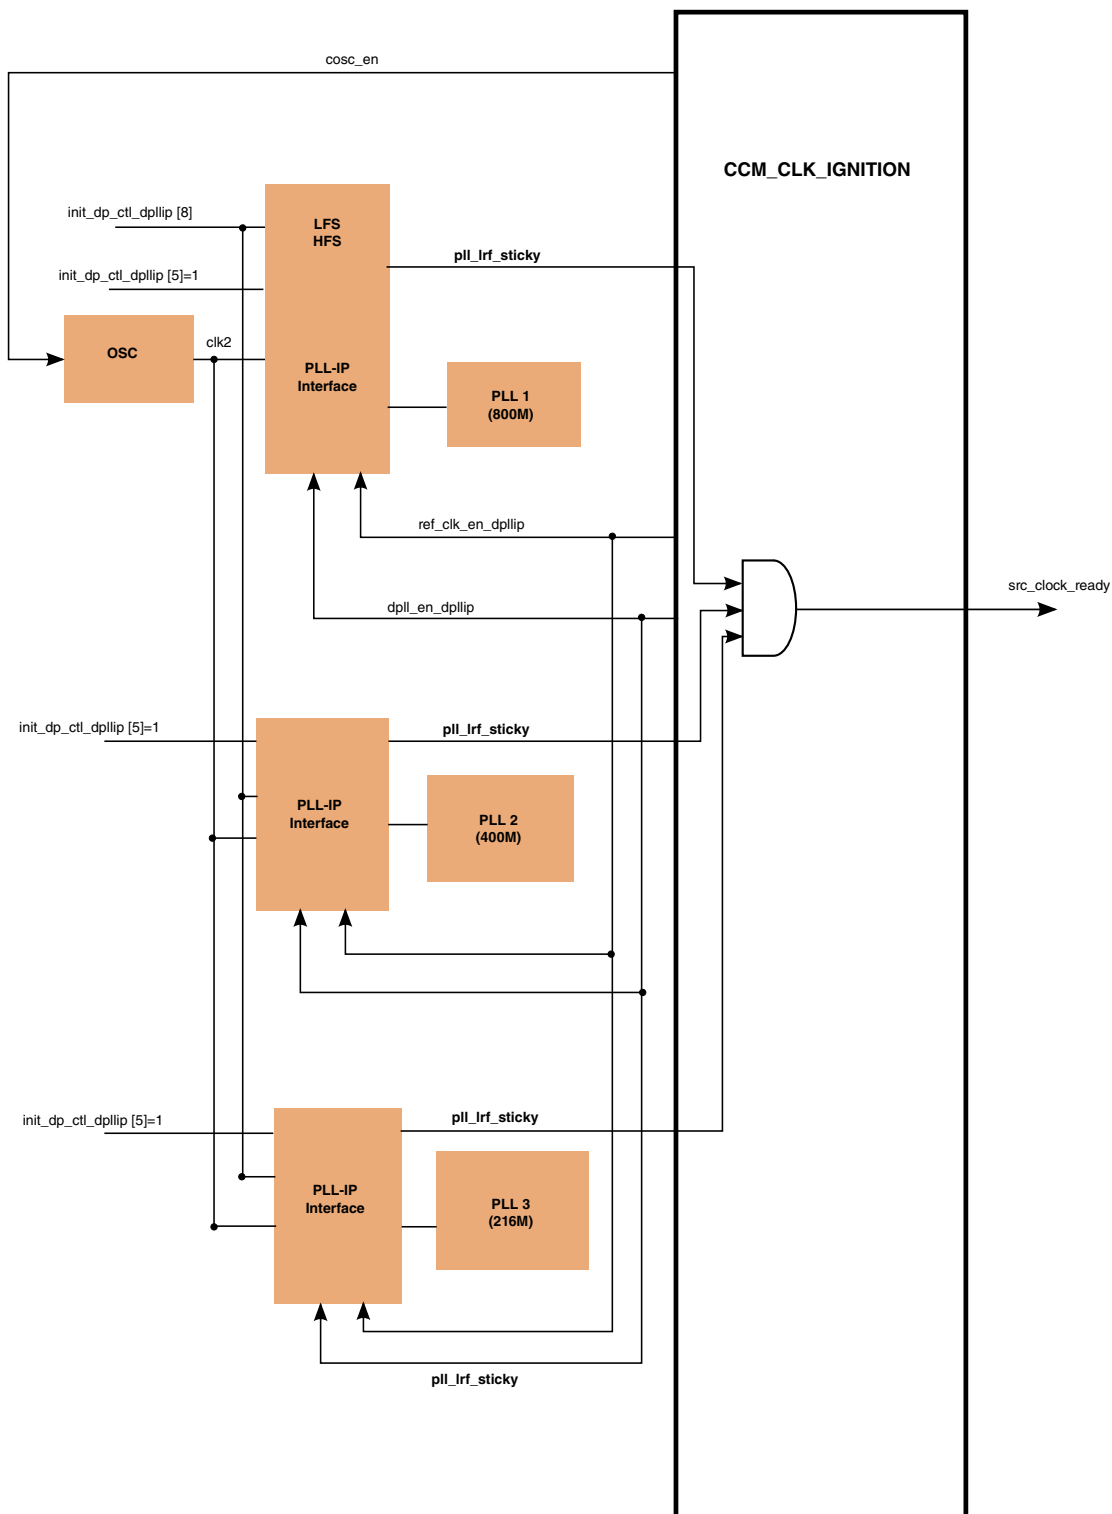 cosc_en
CCM_CLK_IGNITION
init_dp_ctl_dpllip [8]
LFS
HFS
pll_lrf_sticky
init_dp_ctl_dpllip [5]=1
OSC
clk2
PLL-IP
Interface
PLL 1
(800M)
ref_clk_en_dpllip
src_clock_ready
dpll_en_dpllip
init_dp_ctl_dpllip [5]=1
pll_lrf_sticky
PLL-IP
Interface
PLL 2
(400M)
init_dp_ctl_dpllip [5]=1
pll_lrf_sticky
PLL-IP
Interface
PLL 3
(216M)
pll_lrf_sticky